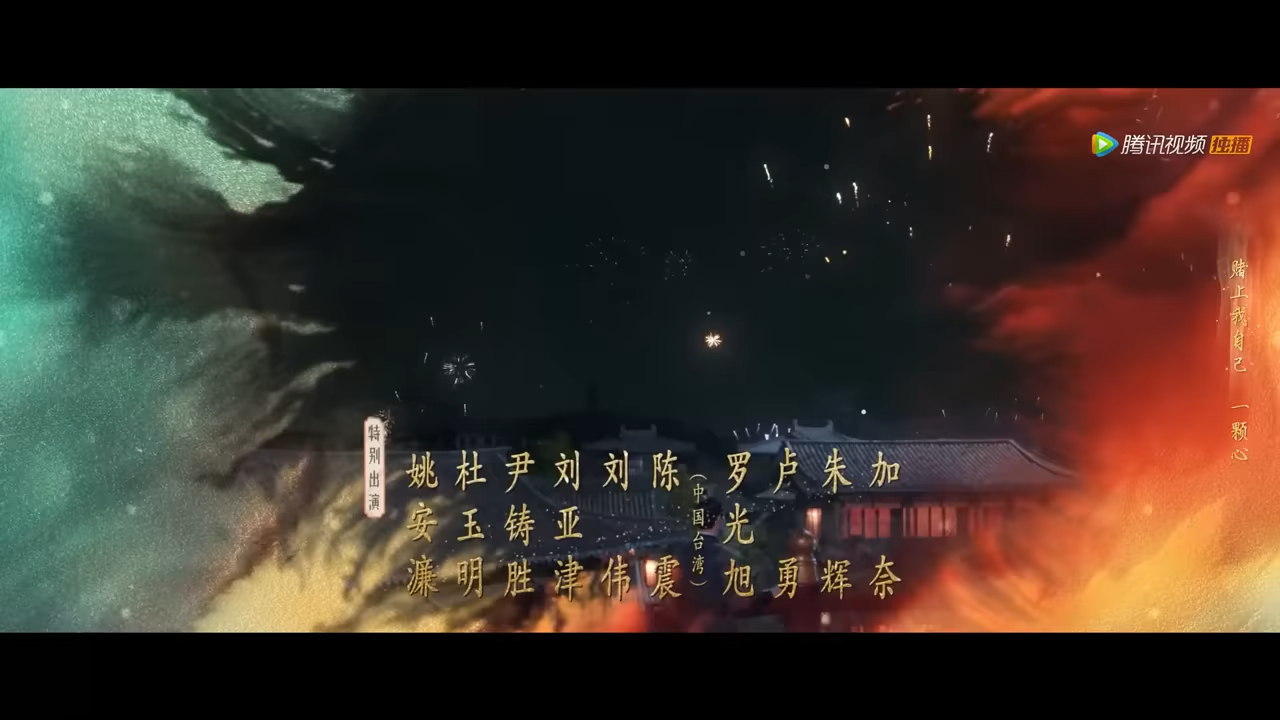 腾讯视频 独播
赌上我自己 一颗心
特别出演
姚安濂
杜玉明
尹铸胜
刘亚津
刘伟
陈震
(中国台湾)
罗光旭
卢勇
朱辉
加奈